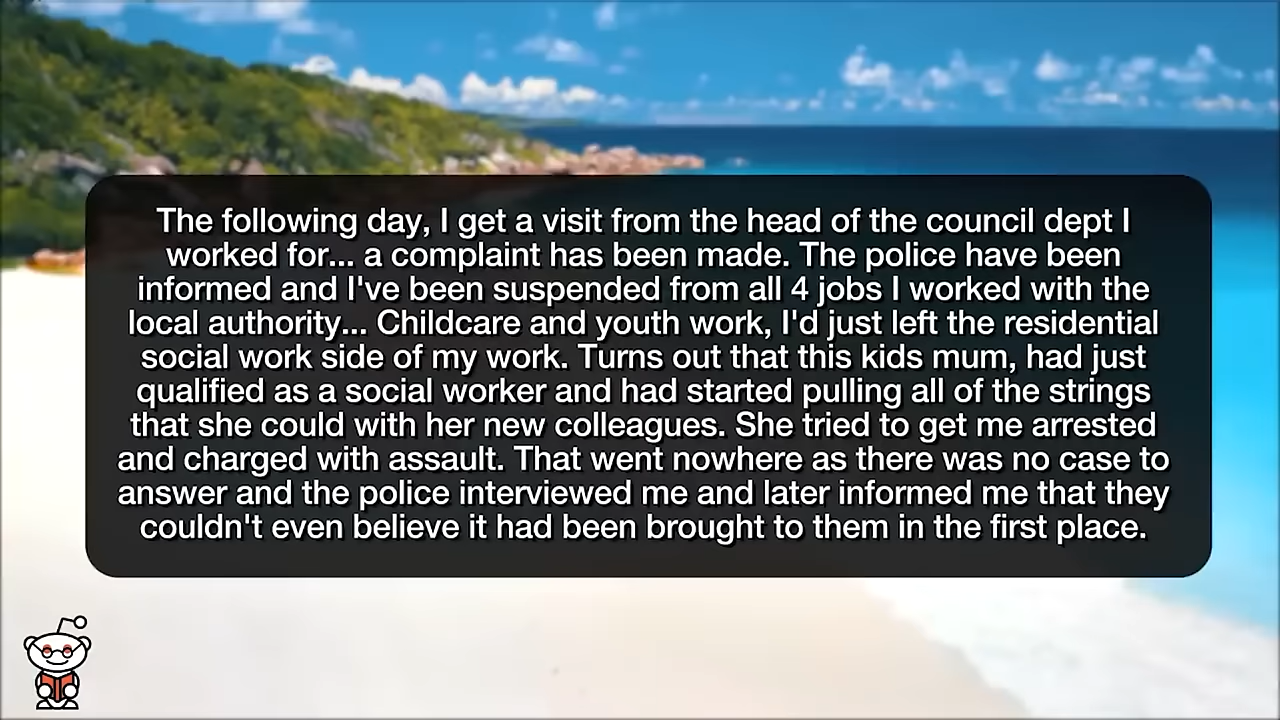 The following day, I get a visit from the head of the council dept I
worked for... a complaint has been made. The police have been
informed and I've been suspended from all 4 jobs I worked with the
local authority... Childcare and youth work, I'd just left the residential
social work side of my work. Turns out that this kids mum, had just
qualified as a social worker and had started pulling all of the strings
that she could with her new colleagues. She tried to get me arrested
and charged with assault. That went nowhere as there was no case to
answer and the police interviewed me and later informed me that they
couldn't even believe it had been brought to them in the first place.